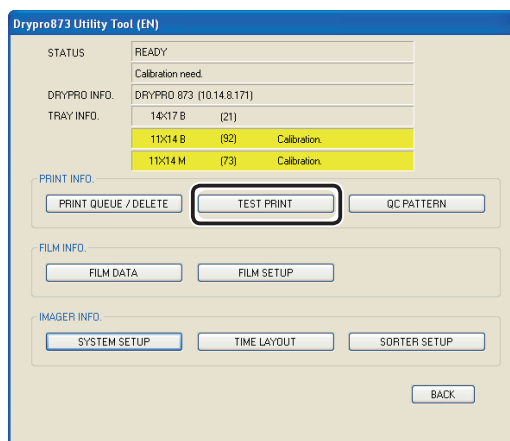 Drypro873 Utility Tool (EN)
STATUS READY
Calibration need.
DRYPRO INFO. DRYPRO 873 (10.14.8.171)
TRAY INFO. 14X17 B (21)
11X14 B (92) Calibration.
11X14 M (73) Calibration.
PRINT INFO.
PRINT QUEUE / DELETE TEST PRINT QC PATTERN
FILM INFO.
FILM DATA FILM SETUP
IMAGER INFO.
SYSTEM SETUP TIME LAYOUT SORTER SETUP
BACK